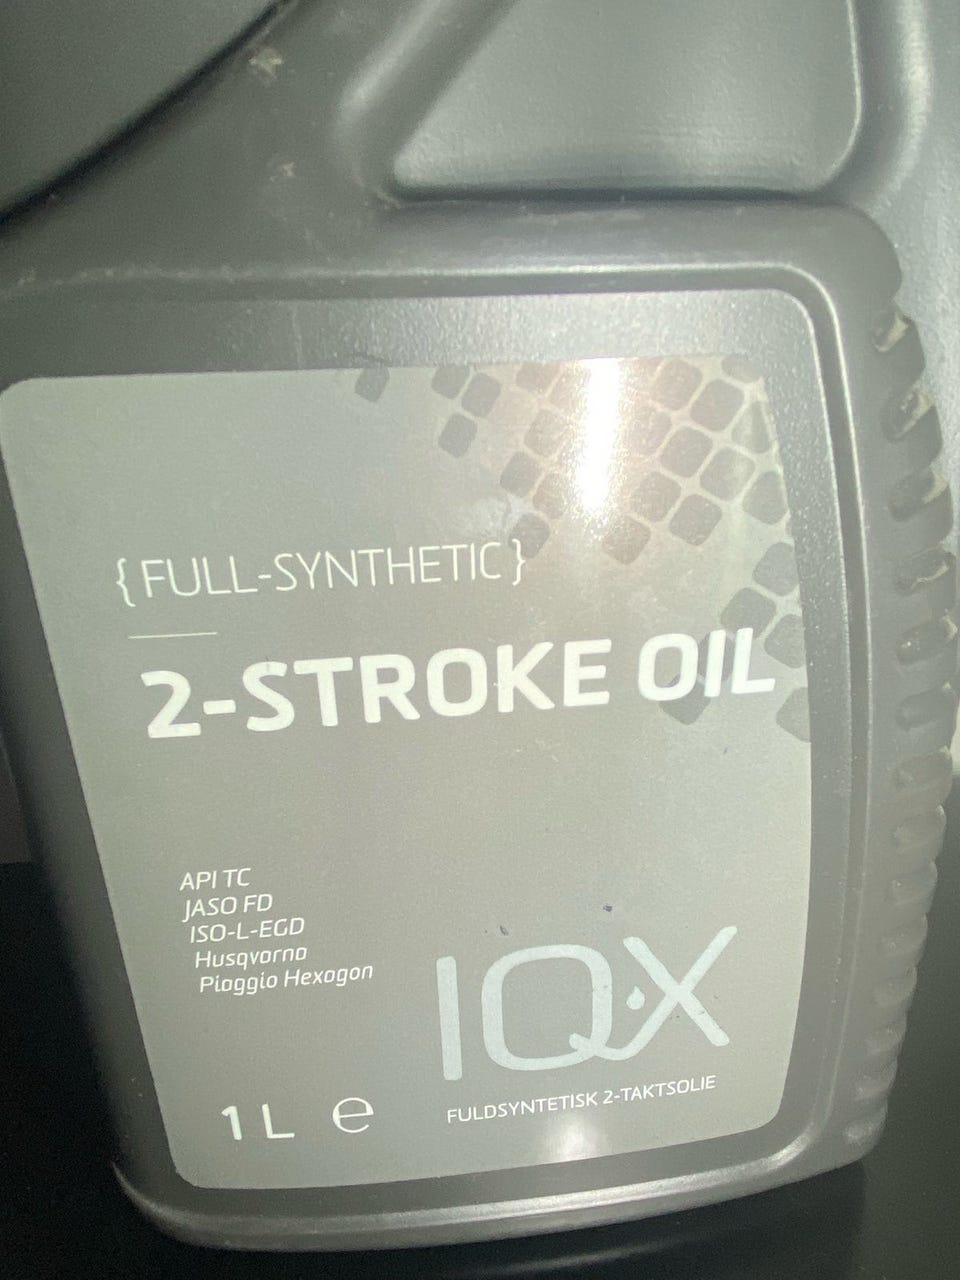 {FULL-SYNTHETIC}
2-STROKE OIL
API TC
JASO FD
ISO-L-EGD
Husqvarna
Piaggio Hexagon
IQX
FULDSYNTETISK 2-TAKTSOLIE
1 L ℮